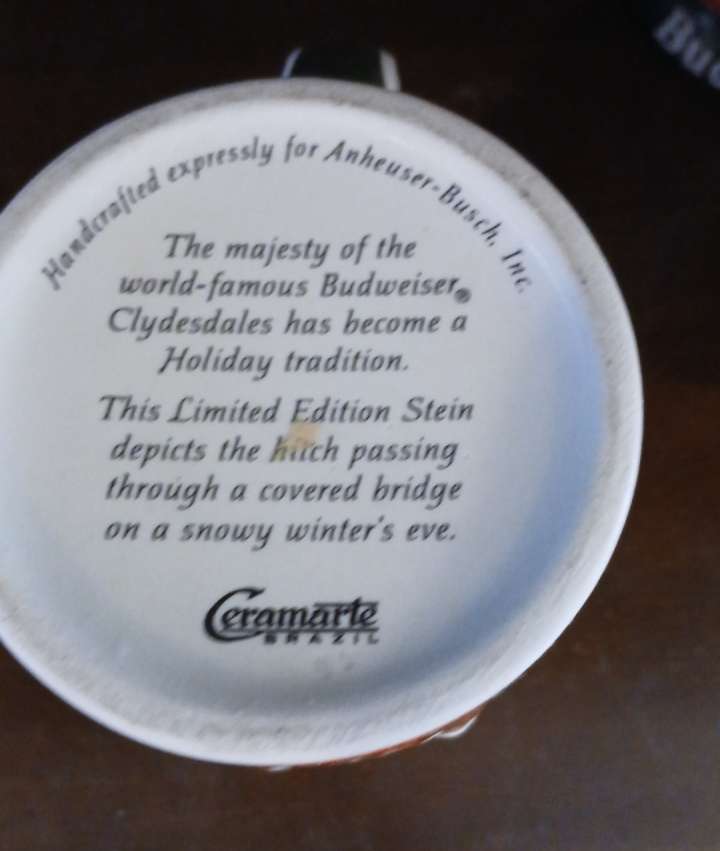 Handcrafted expressly for Anheuser-Busch, Inc.
The majesty of the
world-famous Budweiser®
Clydesdales has become a
Holiday tradition.
This Limited Edition Stein
depicts the hitch passing
through a covered bridge
on a snowy winter's eve.
Ceramarte
BRAZIL